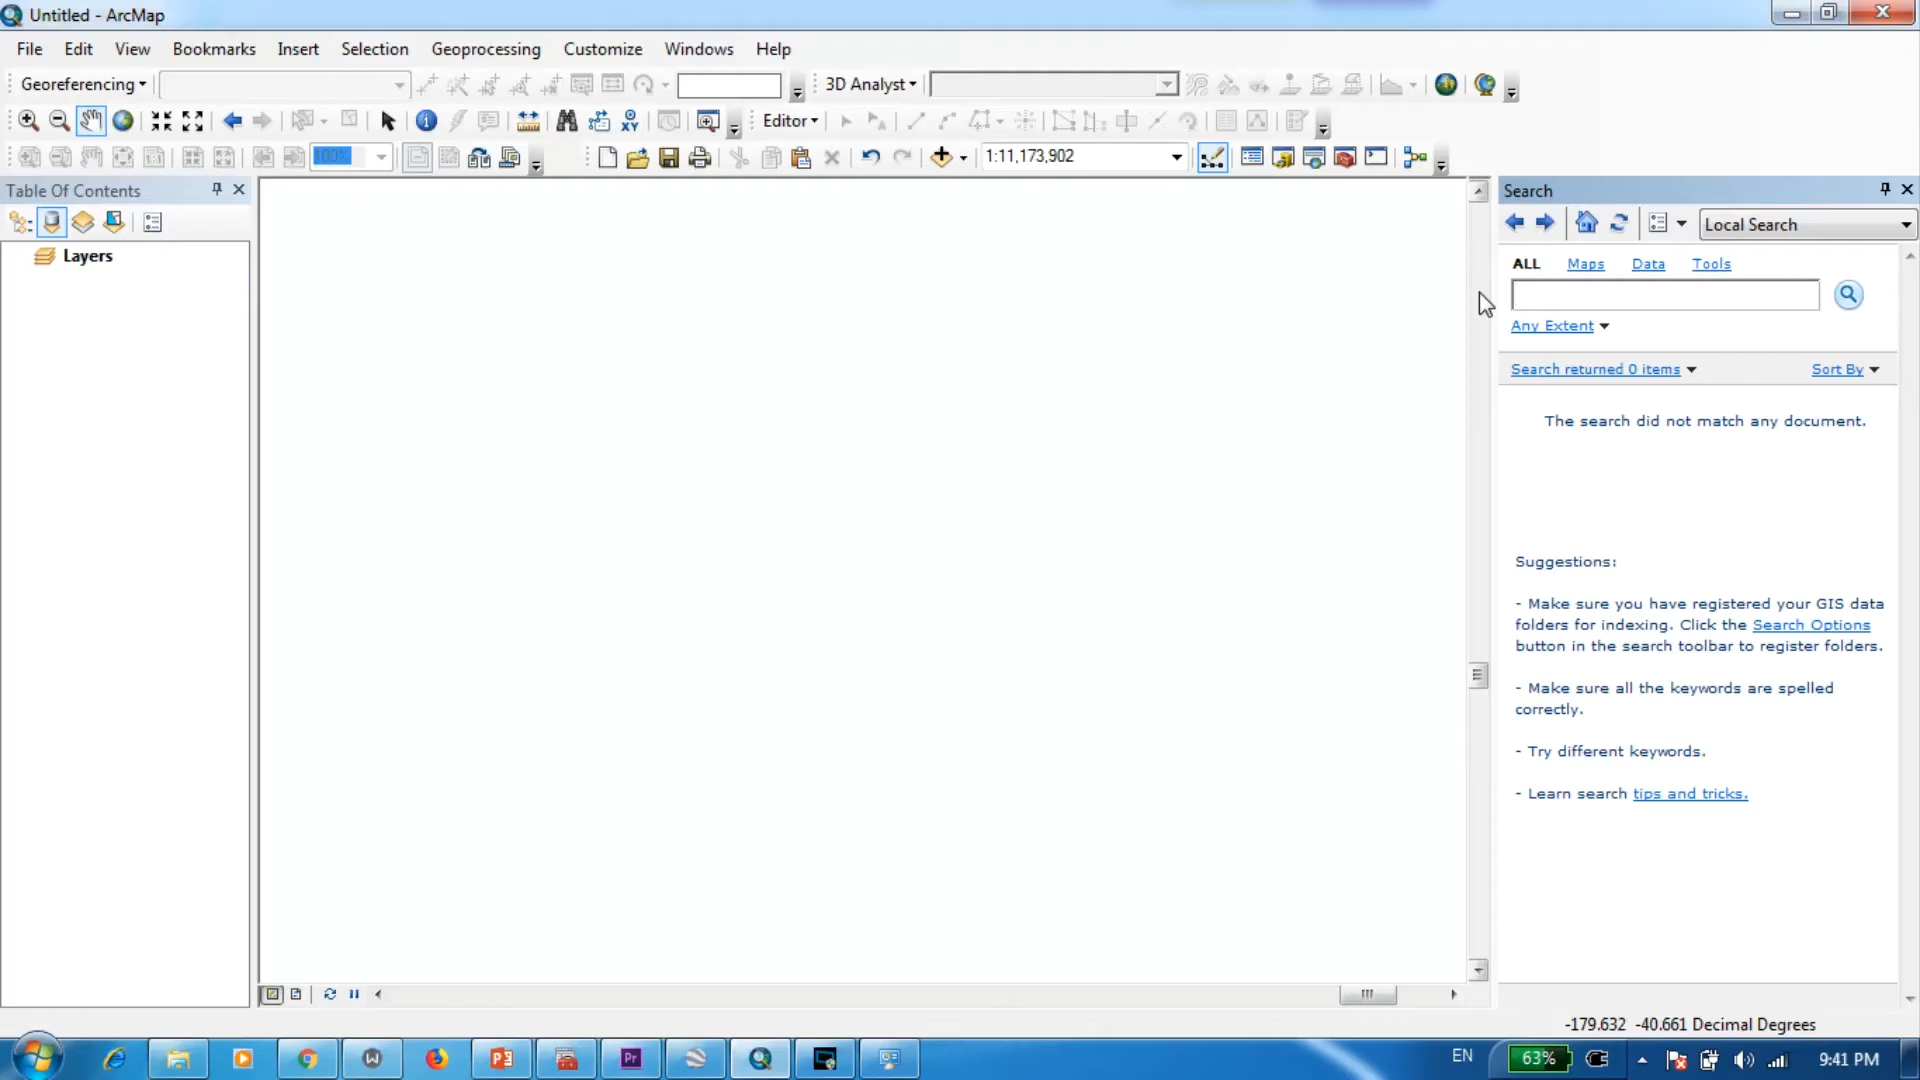 Untitled - ArcMap
File Edit View Bookmarks Insert Selection Geoprocessing Customize Windows Help
Georeferencing 3D Analyst
Editor
100% 1:11,173,902
Table Of Contents
Layers
Search
Local Search
ALL Maps Data Tools
Any Extent
Search returned 0 items Sort By
The search did not match any document.
Suggestions:
- Make sure you have registered your GIS data
folders for indexing. Click the Search Options
button in the search toolbar to register folders.
- Make sure all the keywords are spelled
correctly.
- Try different keywords.
- Learn search tips and tricks.
-179.632 -40.661 Decimal Degrees
EN 63% 9:41 PM